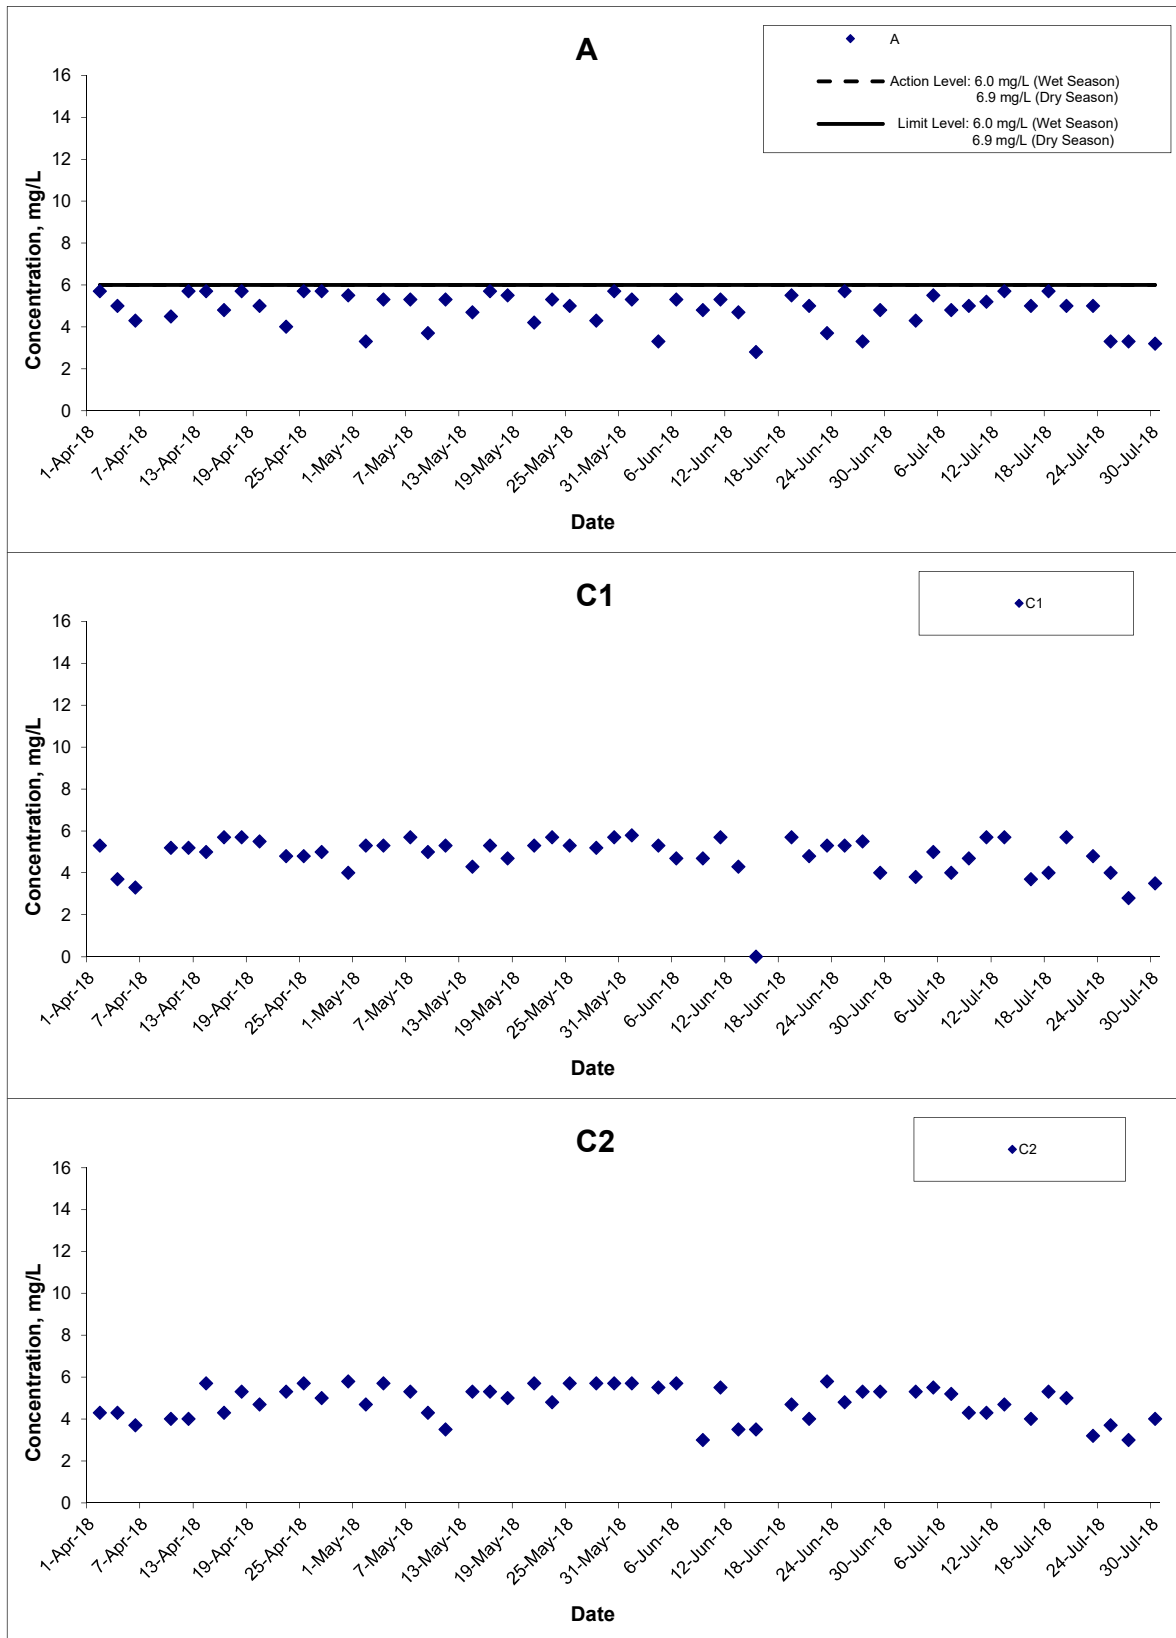 A
A
Action Level: 6.0 mg/L (Wet Season)
6.9 mg/L (Dry Season)
Limit Level: 6.0 mg/L (Wet Season)
6.9 mg/L (Dry Season)
Concentration, mg/L
16
14
12
10
8
6
4
2
0
1-Apr-18
7-Apr-18
13-Apr-18
19-Apr-18
25-Apr-18
1-May-18
7-May-18
13-May-18
19-May-18
25-May-18
31-May-18
6-Jun-18
12-Jun-18
18-Jun-18
24-Jun-18
30-Jun-18
6-Jul-18
12-Jul-18
18-Jul-18
24-Jul-18
30-Jul-18
Date
C1
C1
Concentration, mg/L
16
14
12
10
8
6
4
2
0
1-Apr-18
7-Apr-18
13-Apr-18
19-Apr-18
25-Apr-18
1-May-18
7-May-18
13-May-18
19-May-18
25-May-18
31-May-18
6-Jun-18
12-Jun-18
18-Jun-18
24-Jun-18
30-Jun-18
6-Jul-18
12-Jul-18
18-Jul-18
24-Jul-18
30-Jul-18
Date
C2
C2
Concentration, mg/L
16
14
12
10
8
6
4
2
0
1-Apr-18
7-Apr-18
13-Apr-18
19-Apr-18
25-Apr-18
1-May-18
7-May-18
13-May-18
19-May-18
25-May-18
31-May-18
6-Jun-18
12-Jun-18
18-Jun-18
24-Jun-18
30-Jun-18
6-Jul-18
12-Jul-18
18-Jul-18
24-Jul-18
30-Jul-18
Date